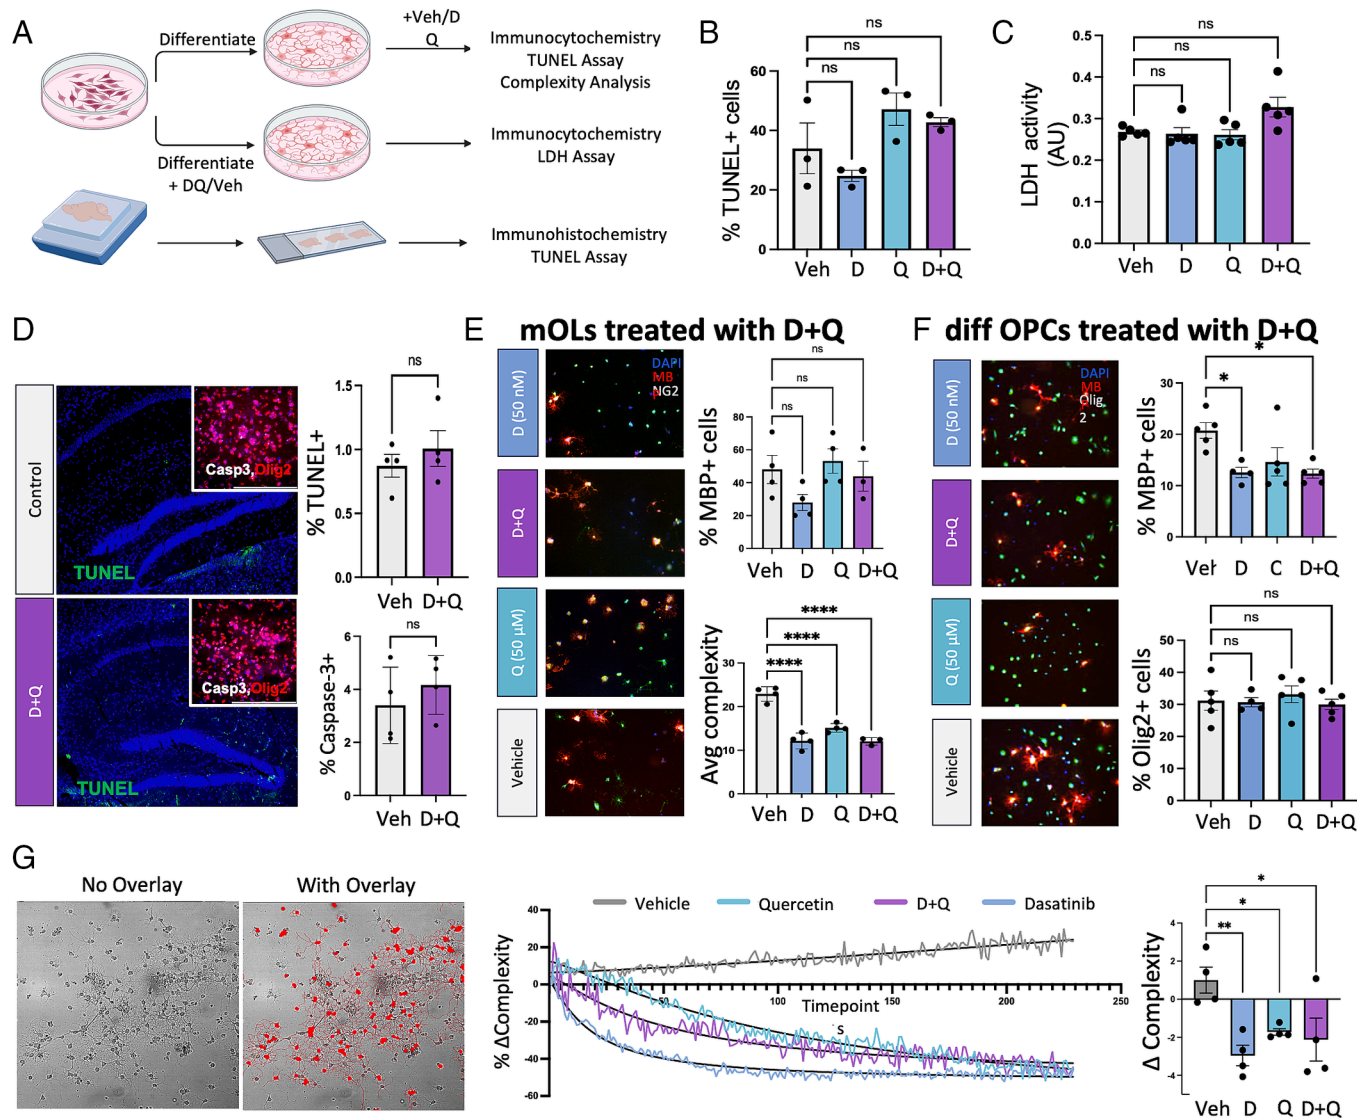 A
Differentiate
+Veh/D
Q
Immunocytochemistry
TUNEL Assay
Complexity Analysis
Differentiate
+ DQ/Veh
Immunocytochemistry
LDH Assay
Immunohistochemistry
TUNEL Assay
B
ns
ns
ns
% TUNEL+ cells
60
40
20
0
Veh D Q D+Q
C
ns
ns
ns
LDH activity
(AU)
0.5
0.4
0.3
0.2
0.1
0.0
Veh D Q D+Q
D
Control
Casp3,Olig2
TUNEL
D+Q
Casp3,Olig2
TUNEL
ns
% TUNEL+
1.5
1.0
0.5
0.0
Veh D+Q
ns
% Caspase-3+
6
4
2
0
Veh D+Q
E mOLs treated with D+Q
D (50 nM)
DAPI
MB
P
NG2
D+Q
Q (50 μM)
Vehicle
ns
ns
ns
% MBP+ cells
80
60
40
20
0
Veh D Q D+Q
****
****
****
Avg complexity
30
20
10
0
Veh D Q D+Q
F diff OPCs treated with D+Q
D (50 nM)
DAPI
MB
P
Olig
2
D+Q
Q (50 μM)
Vehicle
*
*
% MBP+ cells
30
20
10
0
Veh D C D+Q
ns
ns
ns
% Olig2+ cells
50
40
30
20
10
0
Veh D Q D+Q
G
No Overlay
With Overlay
Vehicle Quercetin D+Q Dasatinib
% ΔComplexity
40
20
0
-20
-40
-60
50 100 150 200 250
Timepoint
s
*
*
**
Δ Complexity
4
2
0
-2
-4
Veh D Q D+Q